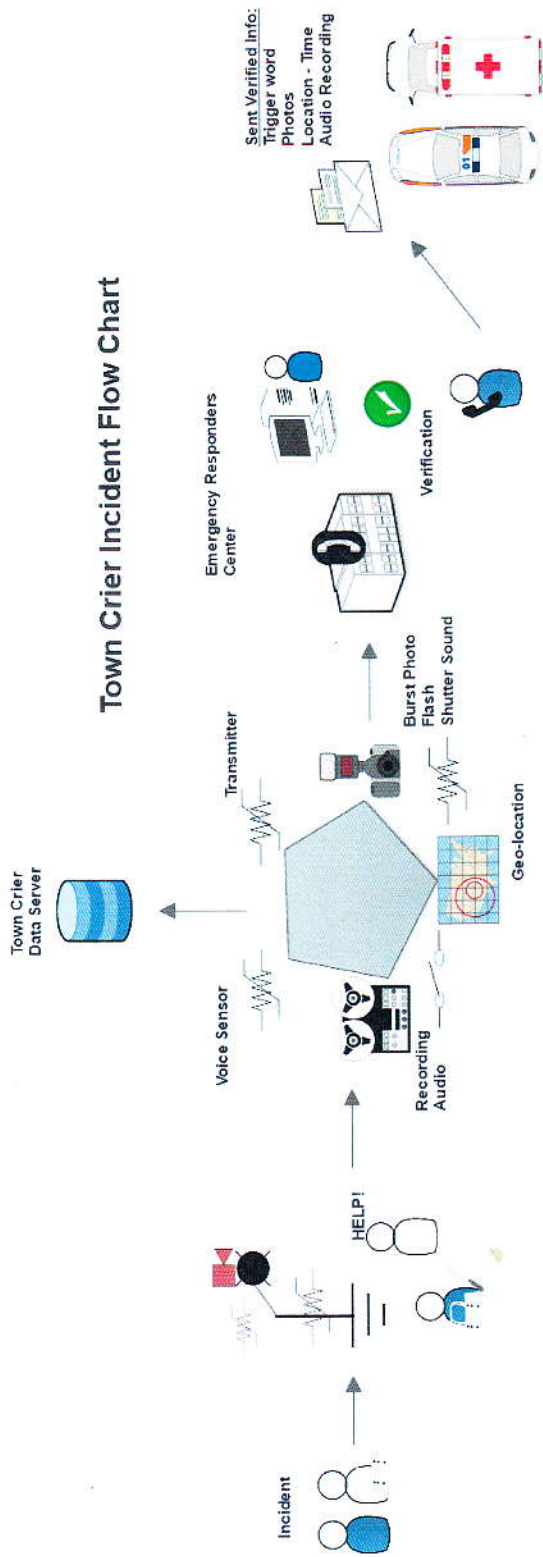 Town Crier Incident Flow Chart
Incident
HELP!
Voice Sensor
Recording
Audio
Town Crier
Data Server
Transmitter
Geo-location
Burst Photo
Flash
Shutter Sound
Emergency Responders
Center
Verification
Sent Verified Info:
Trigger word
Photos
Location - Time
Audio Recording
01